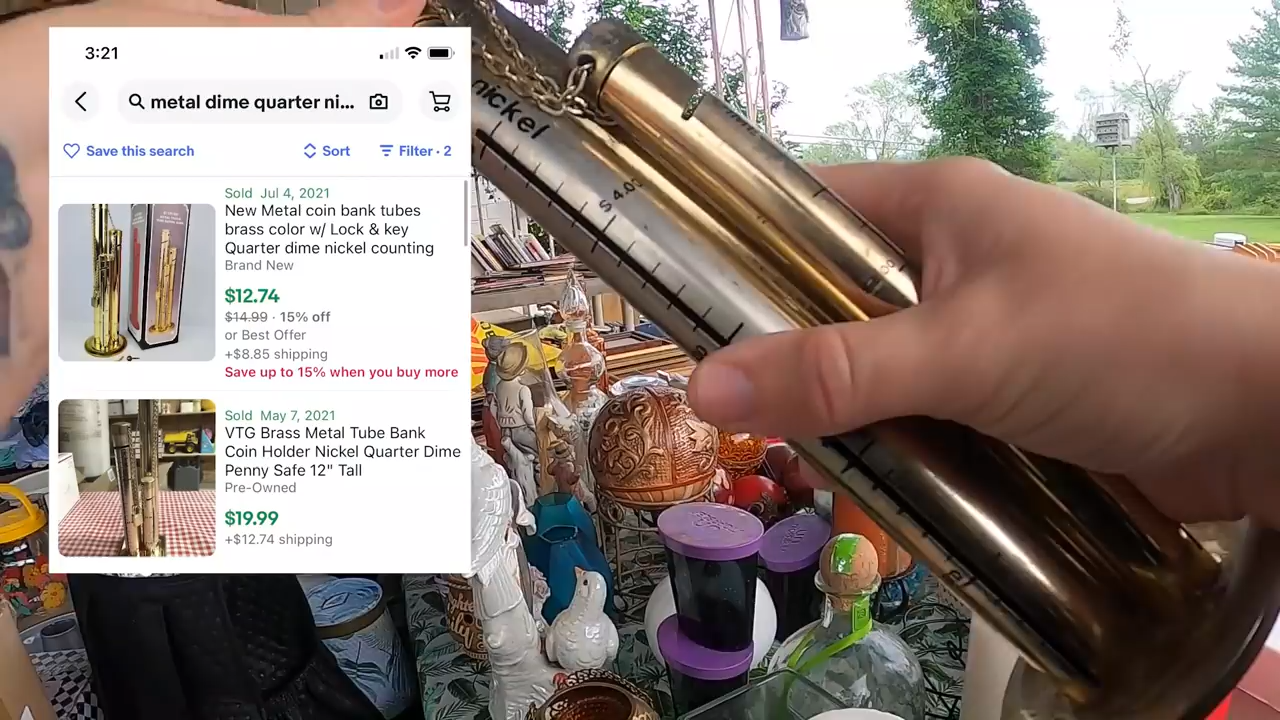 3:21
metal dime quarter ni...
Save this search
Sort
Filter · 2
Sold Jul 4, 2021
New Metal coin bank tubes
brass color w/ Lock & key
Quarter dime nickel counting
Brand New
$12.74
$14.99 · 15% off
or Best Offer
+$8.85 shipping
Save up to 15% when you buy more
Sold May 7, 2021
VTG Brass Metal Tube Bank
Coin Holder Nickel Quarter Dime
Penny Safe 12" Tall
Pre-Owned
$19.99
+$12.74 shipping
nickel
$ 4.00